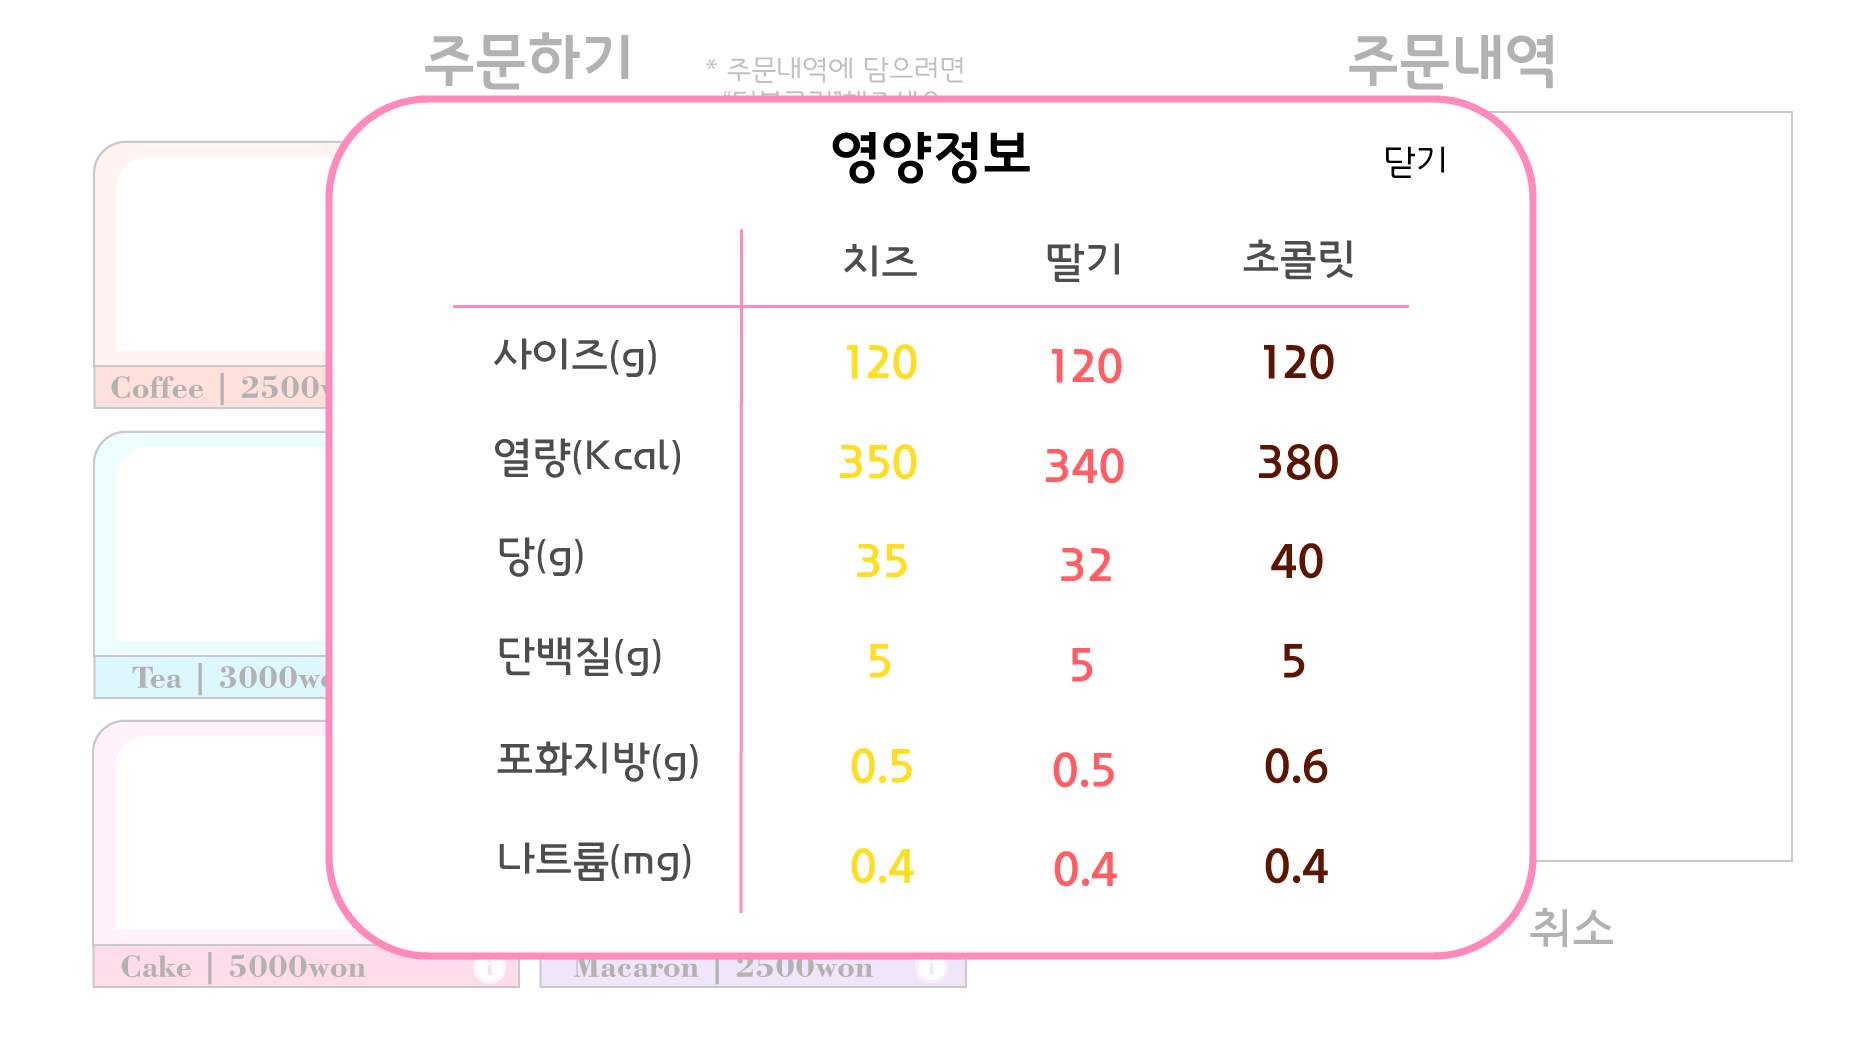 주문하기
* 주문내역에 담으려면
주문내역
영양정보
닫기
치즈 딸기 초콜릿
사이즈(g) 120 120 120
열량(Kcal) 350 340 380
당(g) 35 32 40
단백질(g) 5 5 5
포화지방(g) 0.5 0.5 0.6
나트륨(mg) 0.4 0.4 0.4
Coffee | 2500w
Tea | 3000wo
Cake | 5000won i
Macaron | 2500won i
취소